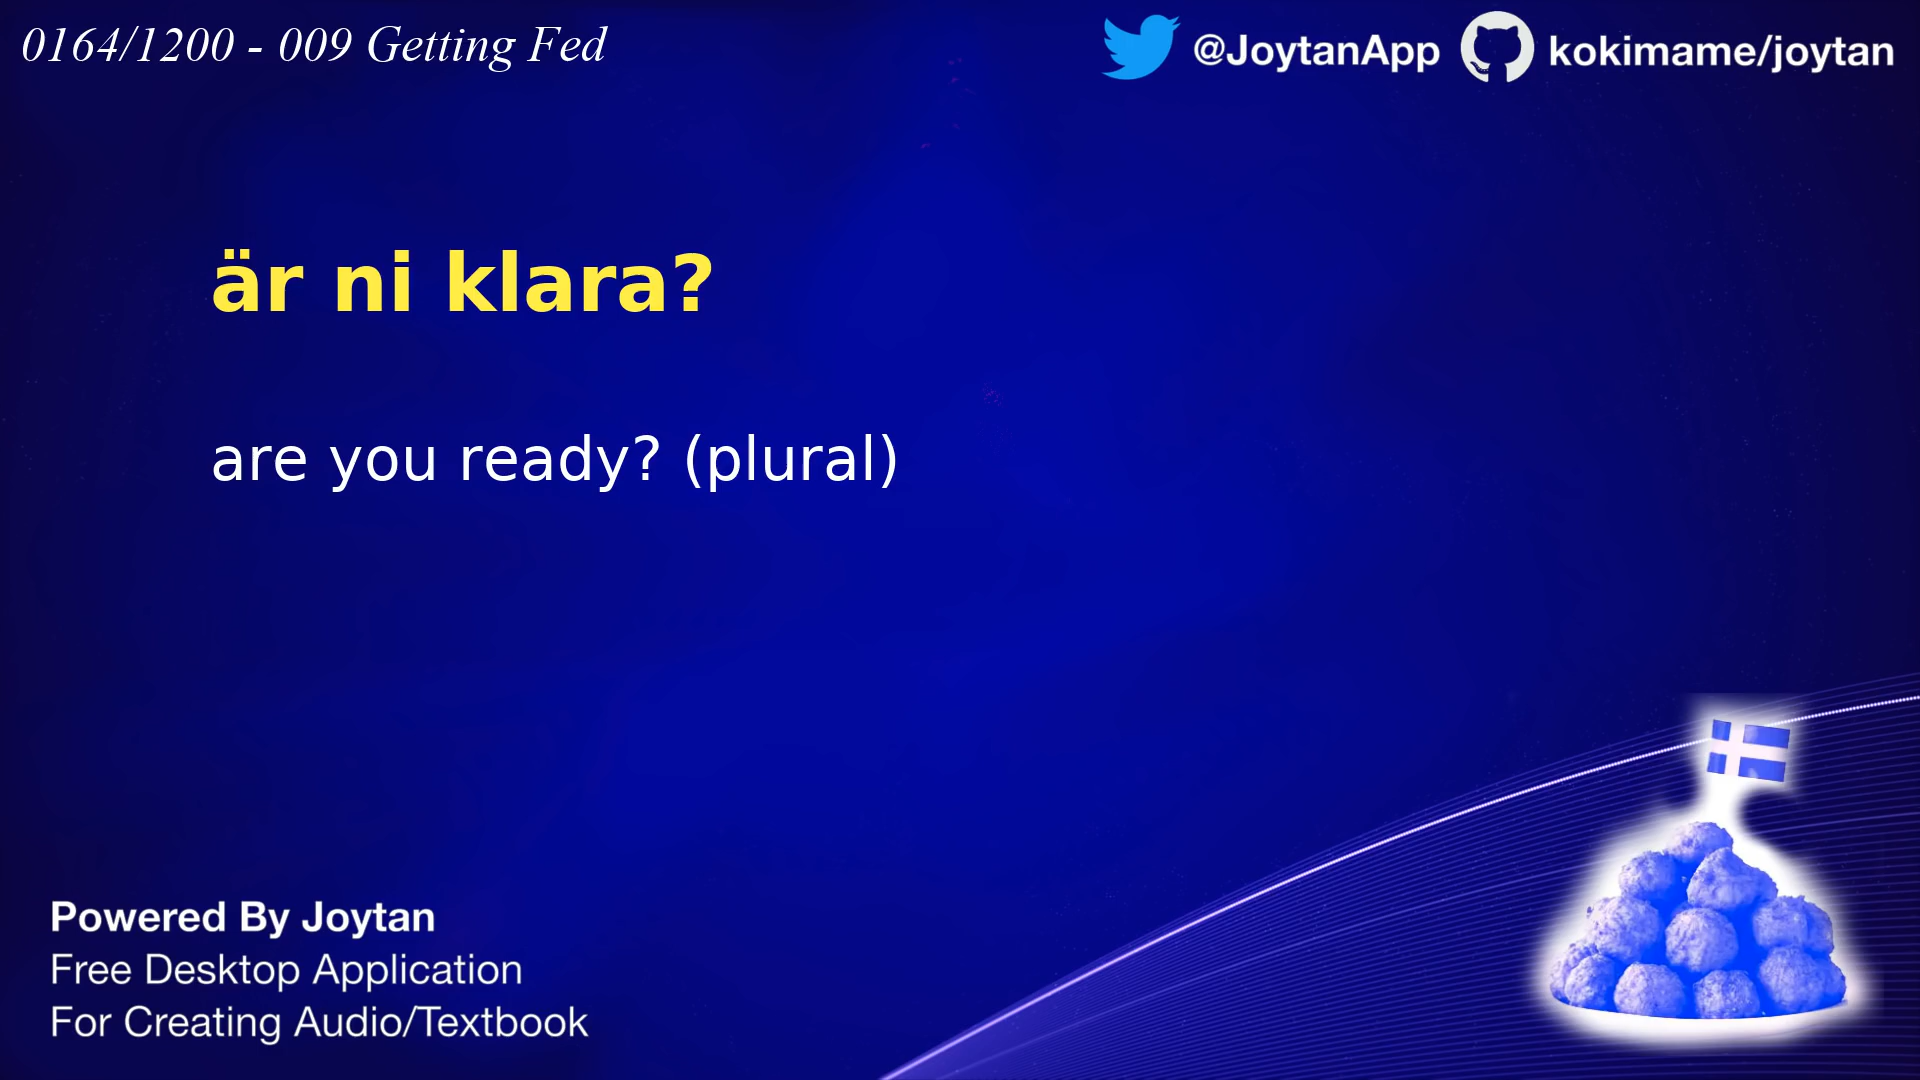 0164/1200 - 009 Getting Fed
@JoytanApp
kokimame/joytan
är ni klara?
are you ready? (plural)
Powered By Joytan
Free Desktop Application
For Creating Audio/Textbook